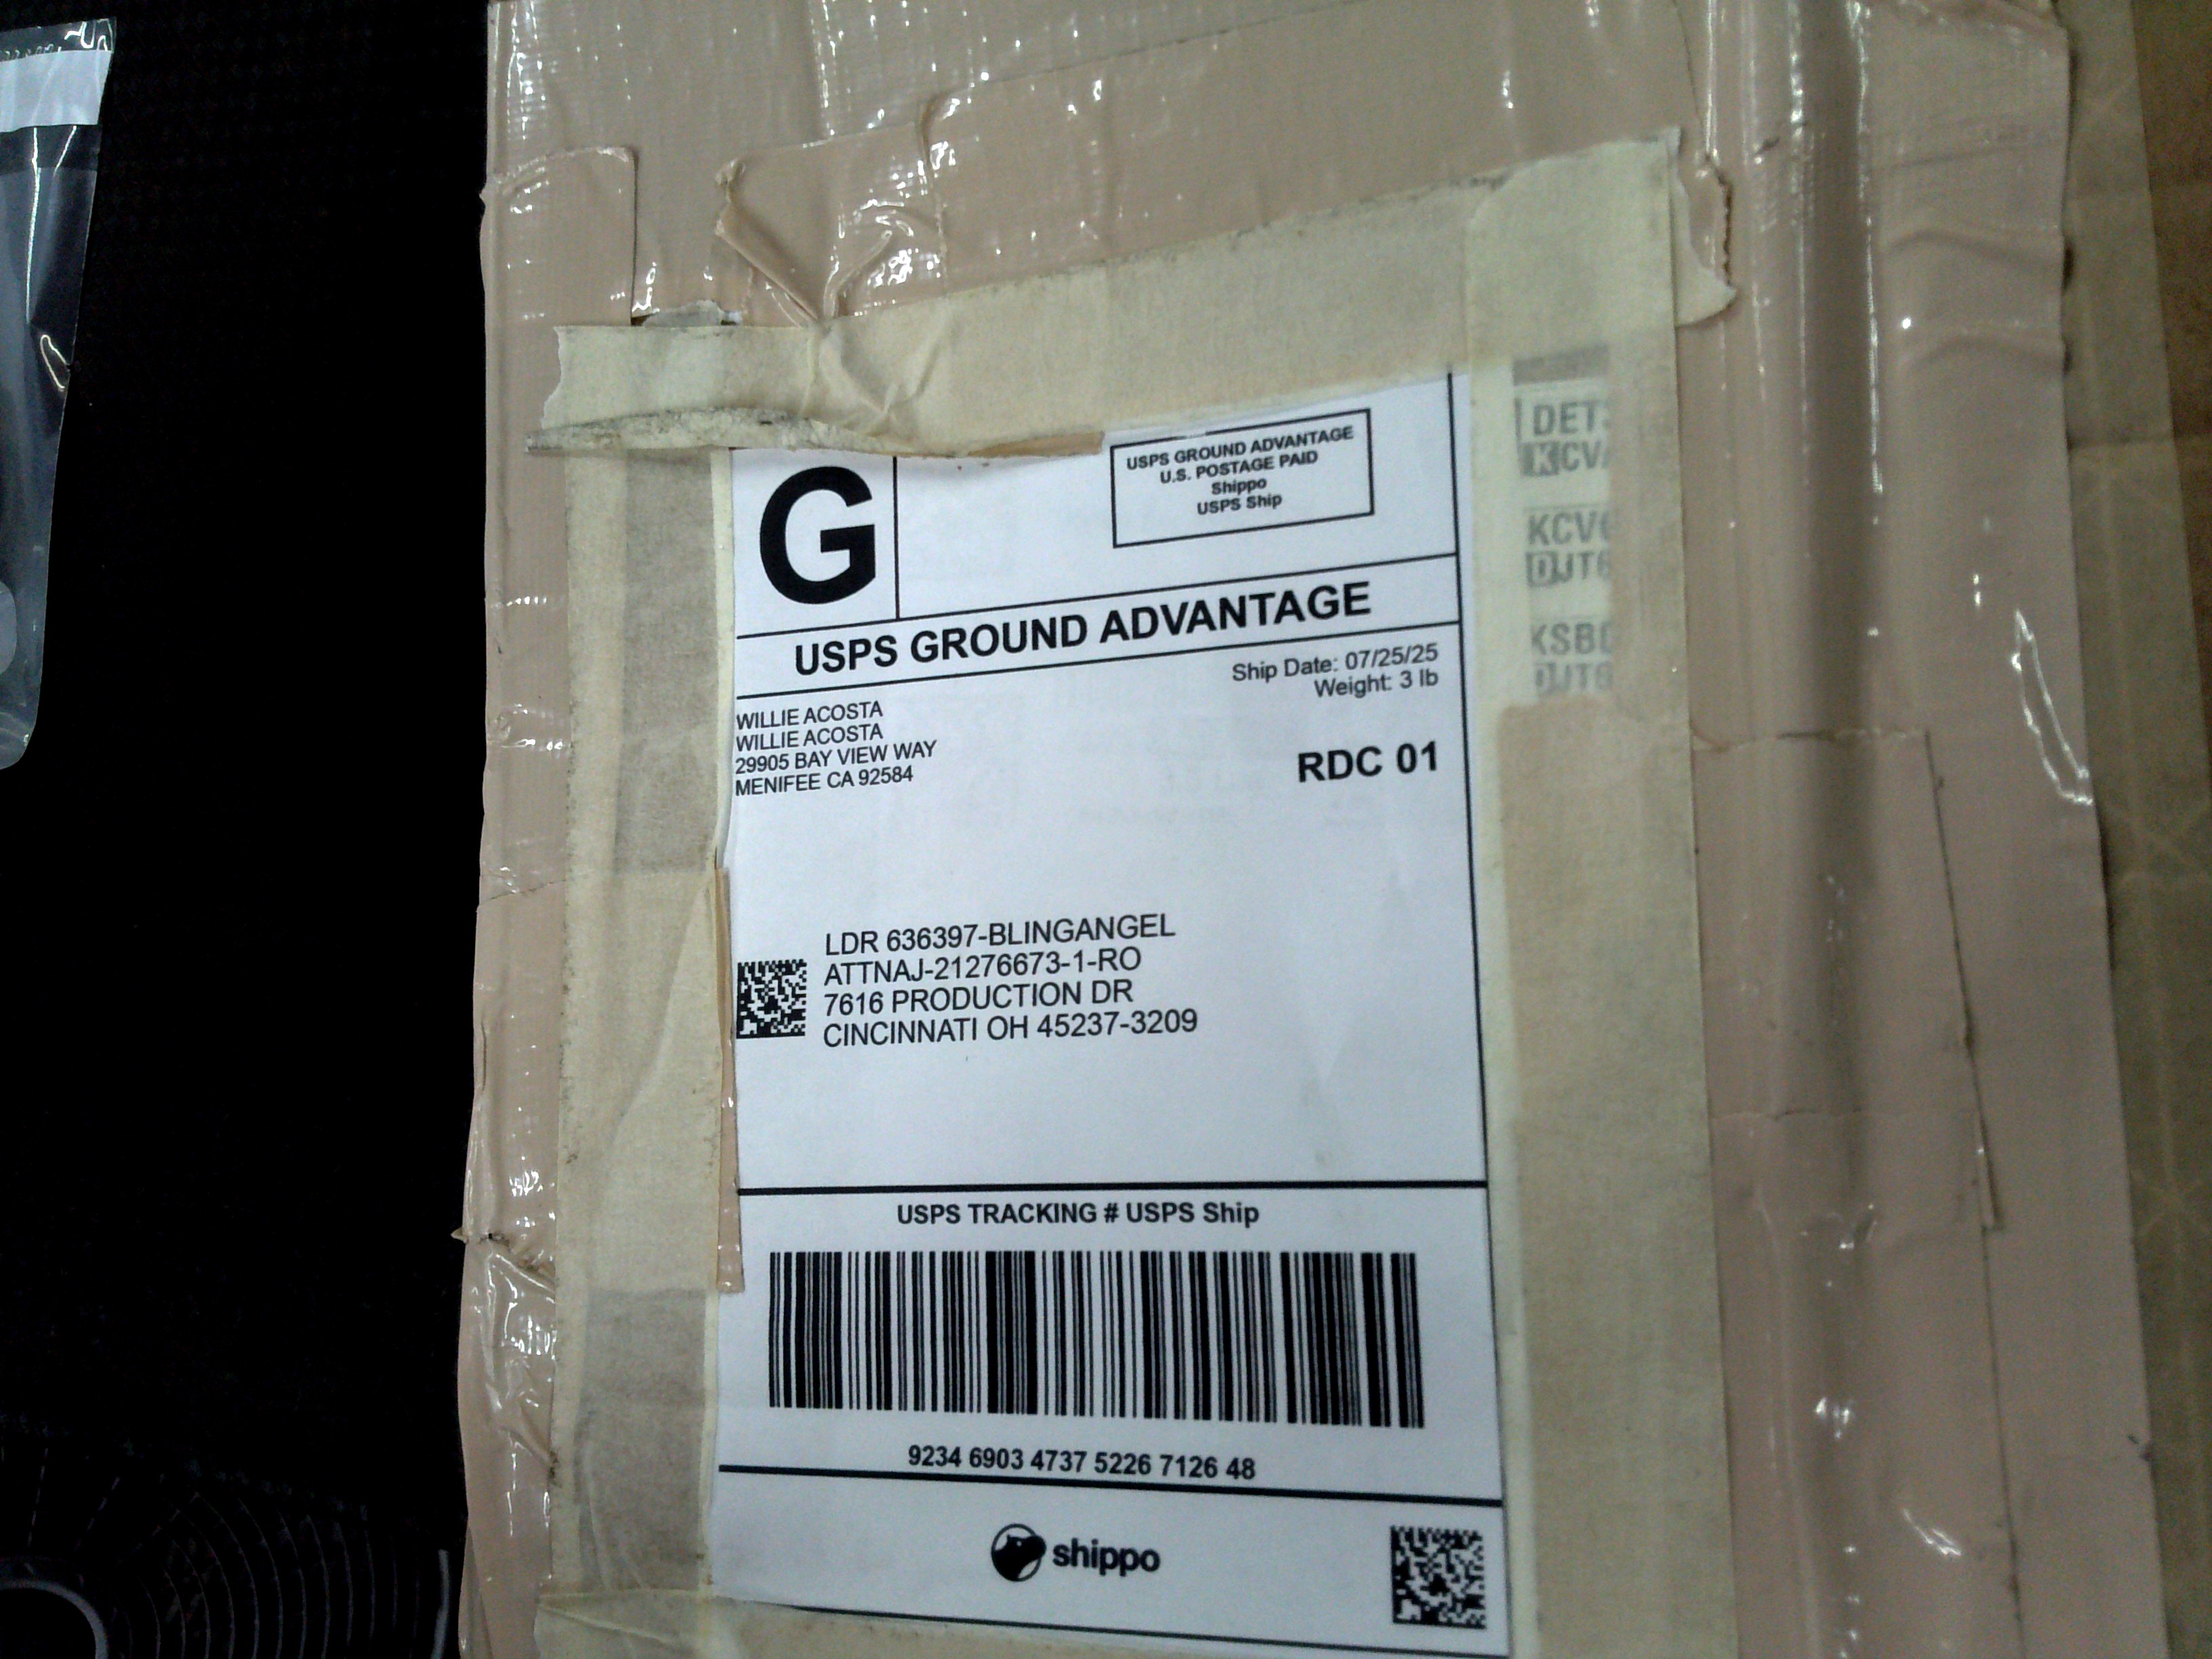 G
USPS GROUND ADVANTAGE
U.S. POSTAGE PAID
Shippo
USPS Ship
USPS GROUND ADVANTAGE
Ship Date: 07/25/25
Weight: 3 lb
WILLIE ACOSTA
WILLIE ACOSTA
29905 BAY VIEW WAY
MENIFEE CA 92584
RDC 01
LDR 636397-BLINGANGEL
ATTNAJ-21276673-1-RO
7616 PRODUCTION DR
CINCINNATI OH 45237-3209
USPS TRACKING # USPS Ship
9234 6903 4737 5226 7126 48
shippo